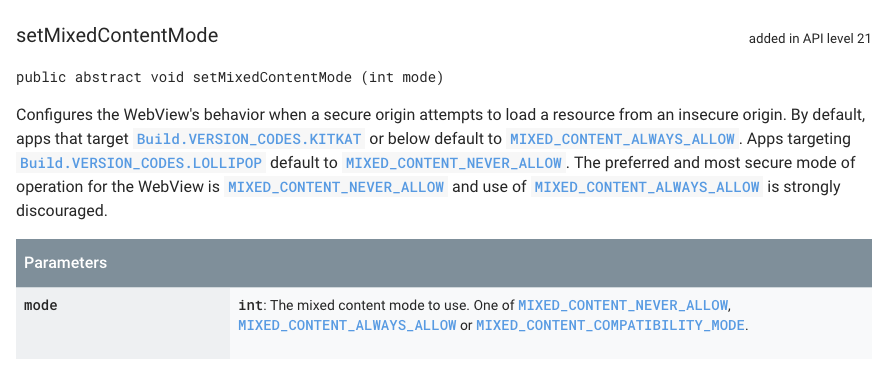 setMixedContentMode
added in API level 21
public abstract void setMixedContentMode (int mode)
Configures the WebView's behavior when a secure origin attempts to load a resource from an insecure origin. By default,
apps that target Build.VERSION_CODES.KITKAT or below default to MIXED_CONTENT_ALWAYS_ALLOW. Apps targeting
Build.VERSION_CODES.LOLLIPOP default to MIXED_CONTENT_NEVER_ALLOW. The preferred and most secure mode of
operation for the WebView is MIXED_CONTENT_NEVER_ALLOW and use of MIXED_CONTENT_ALWAYS_ALLOW is strongly
discouraged.
Parameters
mode
int: The mixed content mode to use. One of MIXED_CONTENT_NEVER_ALLOW,
MIXED_CONTENT_ALWAYS_ALLOW or MIXED_CONTENT_COMPATIBILITY_MODE.